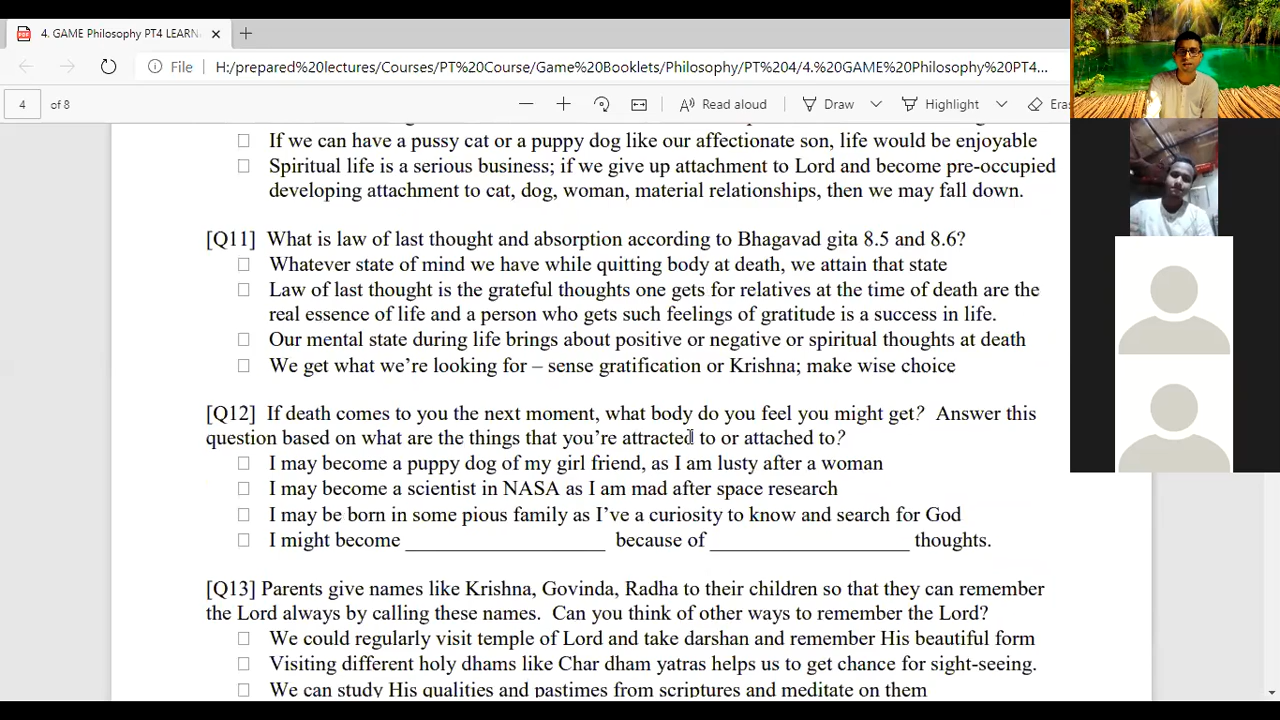 4. GAME Philosophy PT4 LEARN
File
H:/prepared%20lectures/Courses/PT%20Course/Game%20Booklets/Philosophy/PT%204/4.%20GAME%20Philosophy%20PT4...
4 of 8
Read aloud
Draw
Highlight
Eras
If we can have a pussy cat or a puppy dog like our affectionate son, life would be enjoyable
Spiritual life is a serious business; if we give up attachment to Lord and become pre-occupied
developing attachment to cat, dog, woman, material relationships, then we may fall down.
[Q11] What is law of last thought and absorption according to Bhagavad gita 8.5 and 8.6?
Whatever state of mind we have while quitting body at death, we attain that state
Law of last thought is the grateful thoughts one gets for relatives at the time of death are the
real essence of life and a person who gets such feelings of gratitude is a success in life.
Our mental state during life brings about positive or negative or spiritual thoughts at death
We get what we're looking for – sense gratification or Krishna; make wise choice
[Q12] If death comes to you the next moment, what body do you feel you might get? Answer this
question based on what are the things that you're attracted to or attached to?
I may become a puppy dog of my girl friend, as I am lusty after a woman
I may become a scientist in NASA as I am mad after space research
I may be born in some pious family as I've a curiosity to know and search for God
I might become ___________________ because of ___________________ thoughts.
[Q13] Parents give names like Krishna, Govinda, Radha to their children so that they can remember
the Lord always by calling these names. Can you think of other ways to remember the Lord?
We could regularly visit temple of Lord and take darshan and remember His beautiful form
Visiting different holy dhams like Char dham yatras helps us to get chance for sight-seeing.
We can study His qualities and pastimes from scriptures and meditate on them